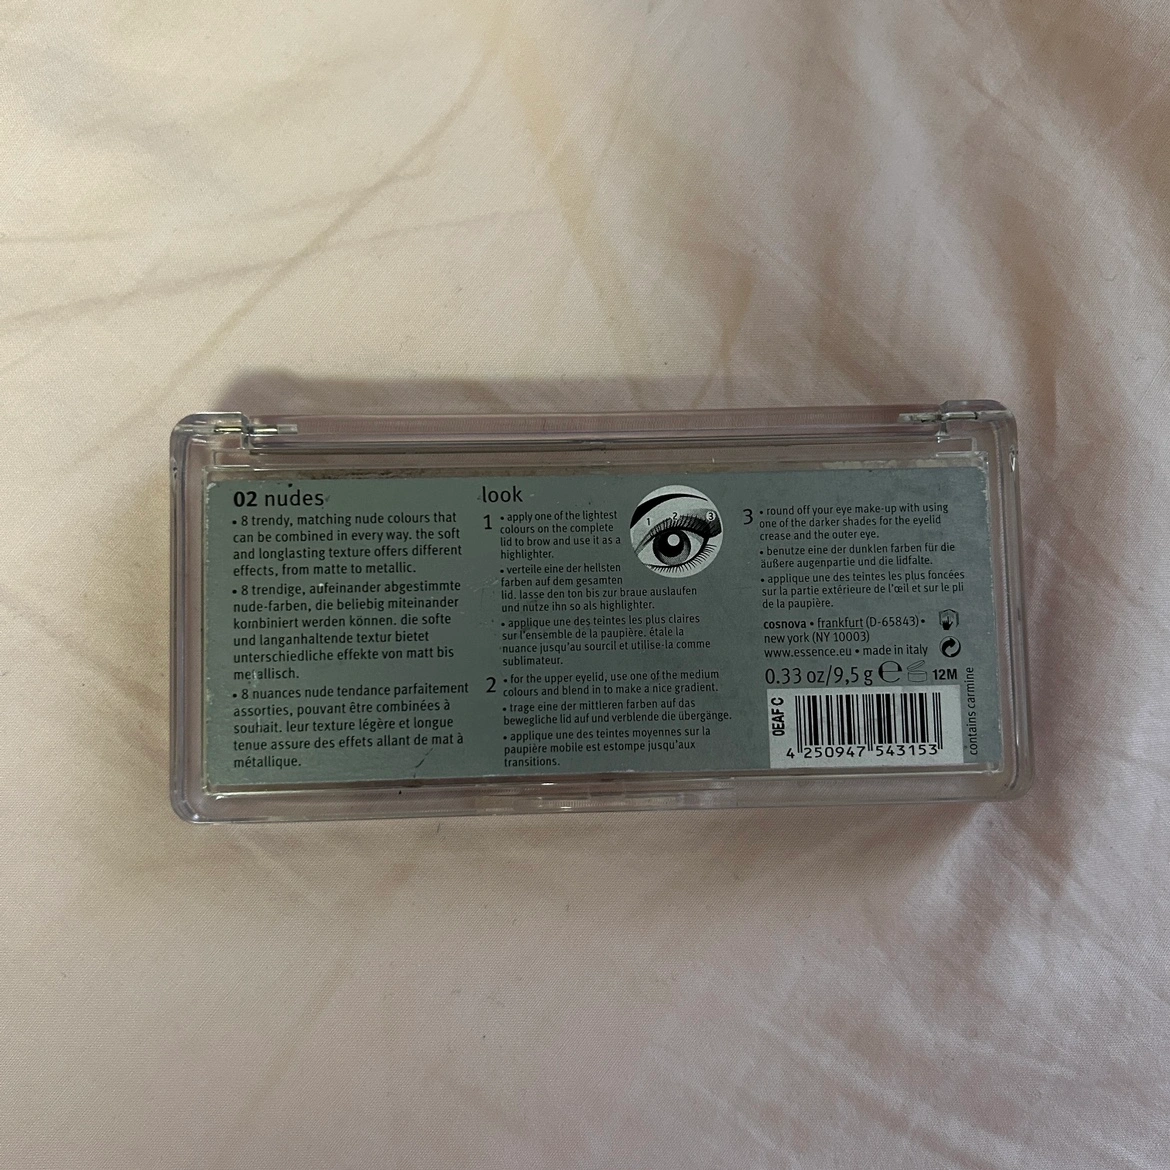 02 nudes
• 8 trendy, matching nude colours that
can be combined in every way. the soft
and longlasting texture offers different
effects, from matte to metallic.
• 8 trendige, aufeinander abgestimmte
nude-farben, die beliebig miteinander
kombiniert werden können. die softe
und langanhaltende textur bietet
unterschiedliche effekte von matt bis
metallisch.
• 8 nuances nude tendance parfaitement
assorties, pouvant être combinées à
souhait. leur texture légère et longue
tenue assure des effets allant de mat à
métallique.
look
1 • apply one of the lightest
colours on the complete
lid to brow and use it as a
highlighter.
• verteile eine der hellsten
farben auf dem gesamten
lid. lasse den ton bis zur braue auslaufen
und nutze ihn so als highlighter.
• applique une des teintes les plus claires
sur l'ensemble de la paupière. étale la
nuance jusqu'au sourcil et utilise-la comme
sublimateur.
2 • for the upper eyelid, use one of the medium
colours and blend in to make a nice gradient.
• trage eine der mittleren farben auf das
bewegliche lid auf und verblende die übergänge.
• applique une des teintes moyennes sur la
paupière mobile est estompe jusqu'aux
transitions.
1 2 3
3 • round off your eye make-up with using
one of the darker shades for the eyelid
crease and the outer eye.
• benutze eine der dunklen farben für die
äußere augenpartie und die lidfalte.
• applique une des teintes les plus foncées
sur la partie extérieure de l'œil et sur le pli
de la paupière.
cosnova • frankfurt (D-65843) •
new york (NY 10003)
www.essence.eu • made in italy
0.33 oz/9,5 g e 12M
0EAF C
4 250947 543153
contains carmine